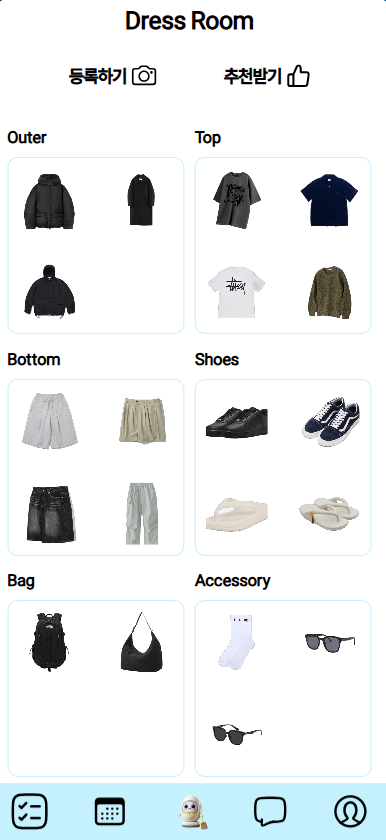 Dress Room
등록하기 추천받기
Outer Top
Bottom Shoes
Bag Accessory